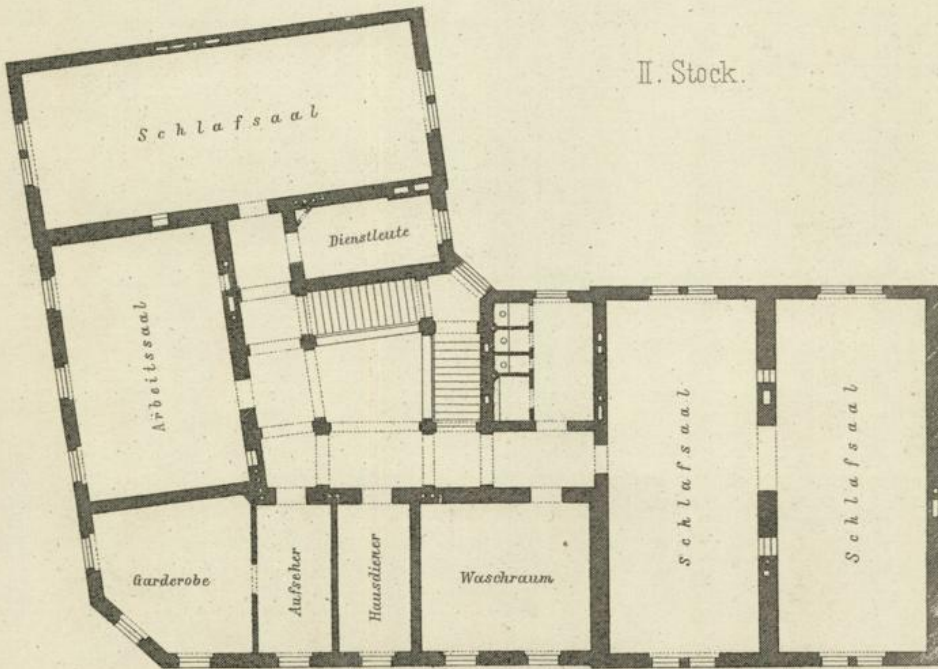 II. Stock.
Schlafsaal
Dienstleute
Arbeitssaal
Schlafsaal
Schlafsaal
Garderobe
Aufseher
Hausdiener
Waschraum